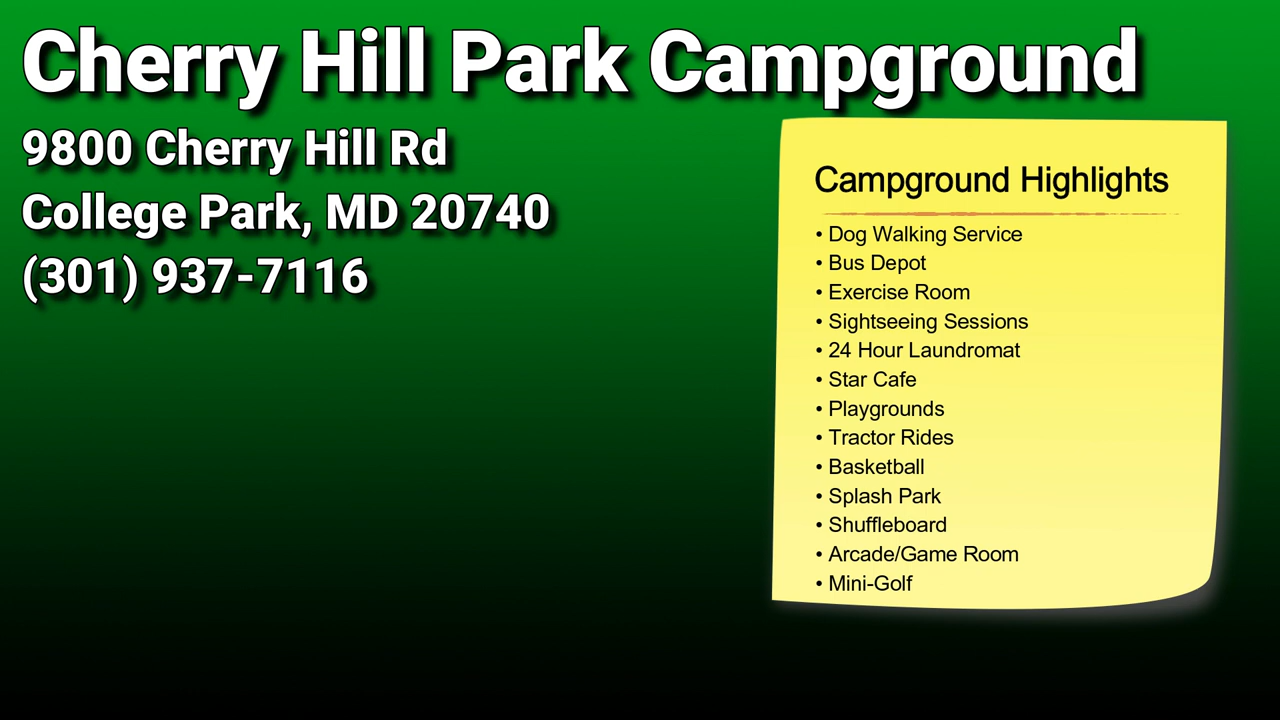 Cherry Hill Park Campground
9800 Cherry Hill Rd
College Park, MD 20740
(301) 937-7116
Campground Highlights
• Dog Walking Service
• Bus Depot
• Exercise Room
• Sightseeing Sessions
• 24 Hour Laundromat
• Star Cafe
• Playgrounds
• Tractor Rides
• Basketball
• Splash Park
• Shuffleboard
• Arcade/Game Room
• Mini-Golf